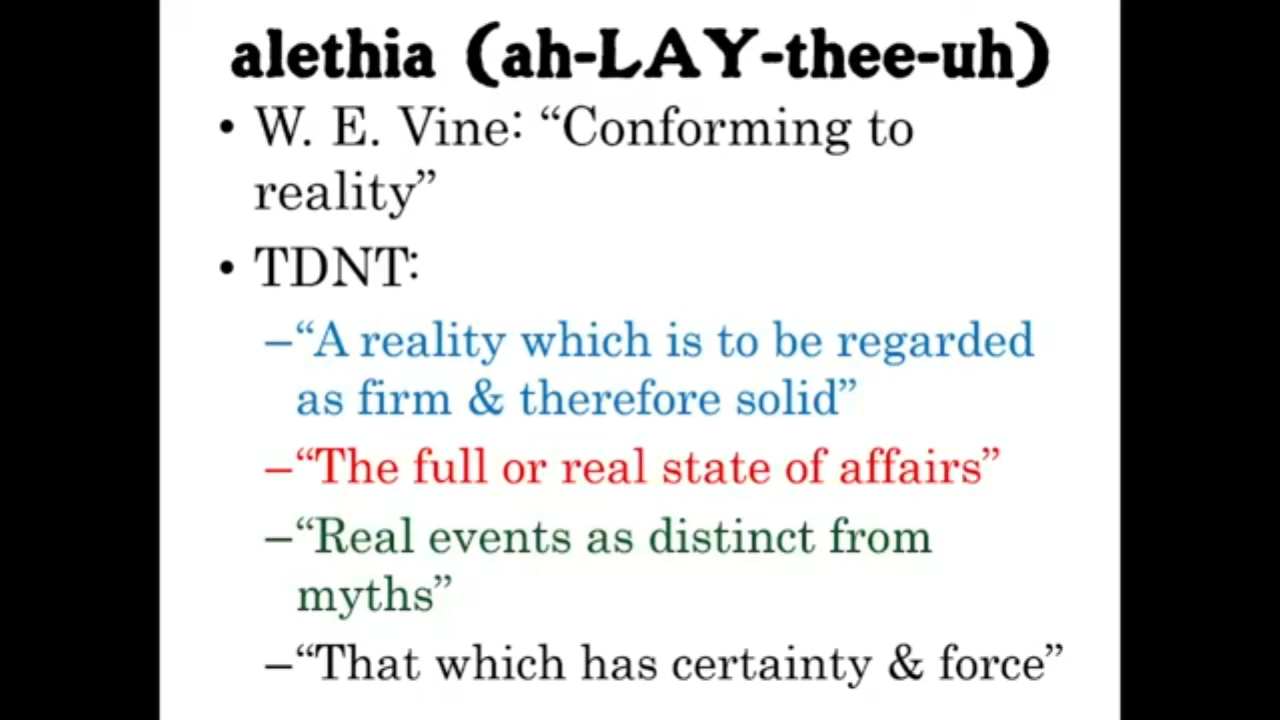 alethia (ah-LAY-thee-uh)
• W. E. Vine: “Conforming to
reality”
• TDNT:
–“A reality which is to be regarded
as firm & therefore solid”
–“The full or real state of affairs”
–“Real events as distinct from
myths”
–“That which has certainty & force”